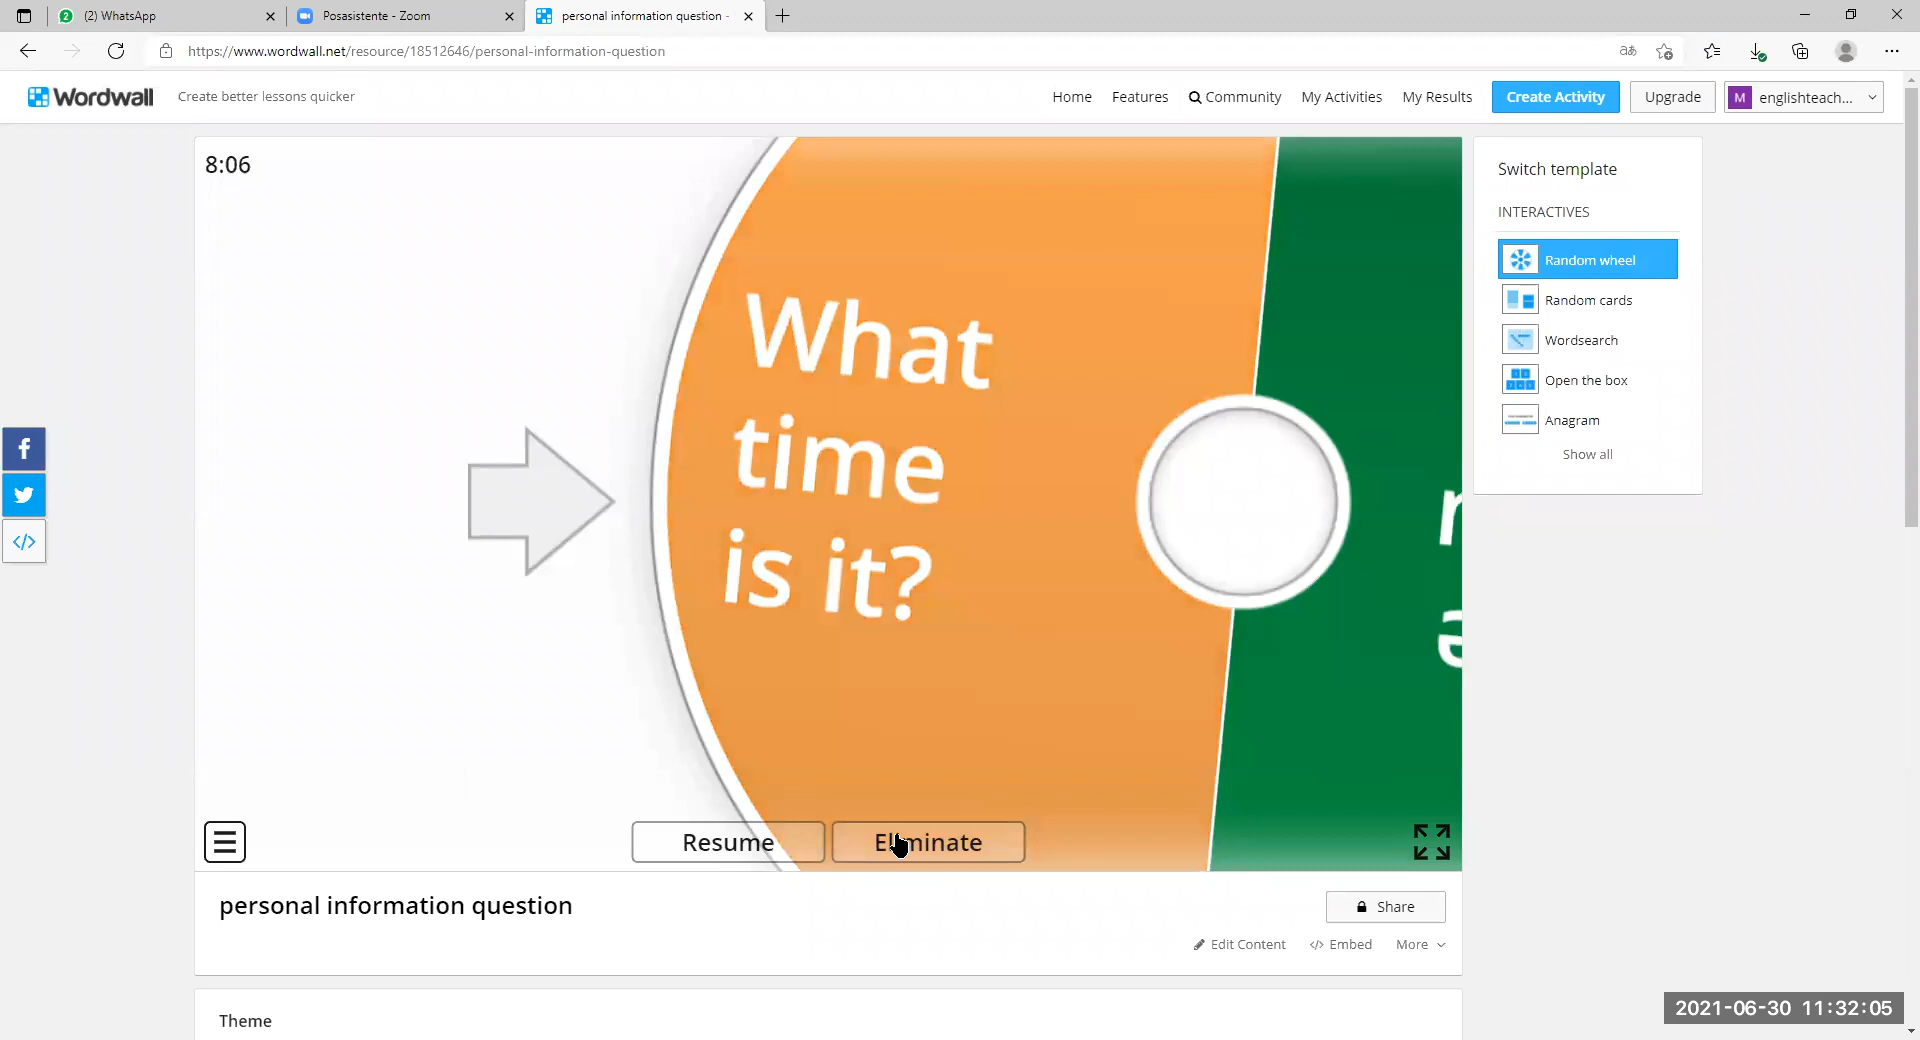 (2) WhatsApp
Posasistente - Zoom
personal information question -
https://www.wordwall.net/resource/18512646/personal-information-question
Wordwall
Create better lessons quicker
Home
Features
Community
My Activities
My Results
Create Activity
Upgrade
M
englishteach...
8:06
What
time
is it?
Resume
Eliminate
personal information question
Share
Edit Content
</> Embed
More
Theme
Switch template
INTERACTIVES
Random wheel
Random cards
Wordsearch
Open the box
Anagram
Show all
2021-06-30 11:32:05